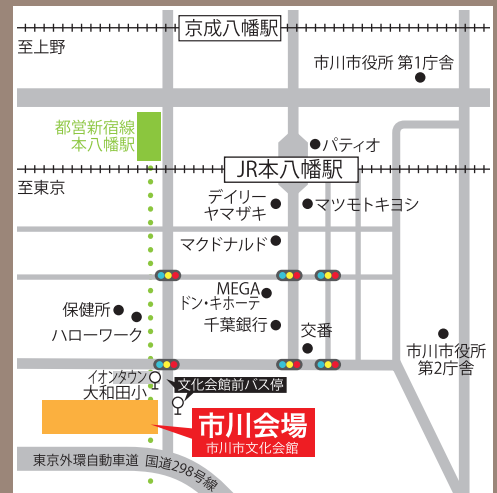 京成八幡駅
至上野
市川市役所 第1庁舎
都営新宿線
本八幡駅
パティオ
JR本八幡駅
至東京
デイリー
ヤマザキ
マツモトキヨシ
マクドナルド
MEGA
ドン・キホーテ
保健所
ハローワーク
千葉銀行
交番
市川市役所
第2庁舎
イオンタウン
大和田小
文化会館前バス停
市川会場
市川市文化会館
東京外環自動車道 国道298号線